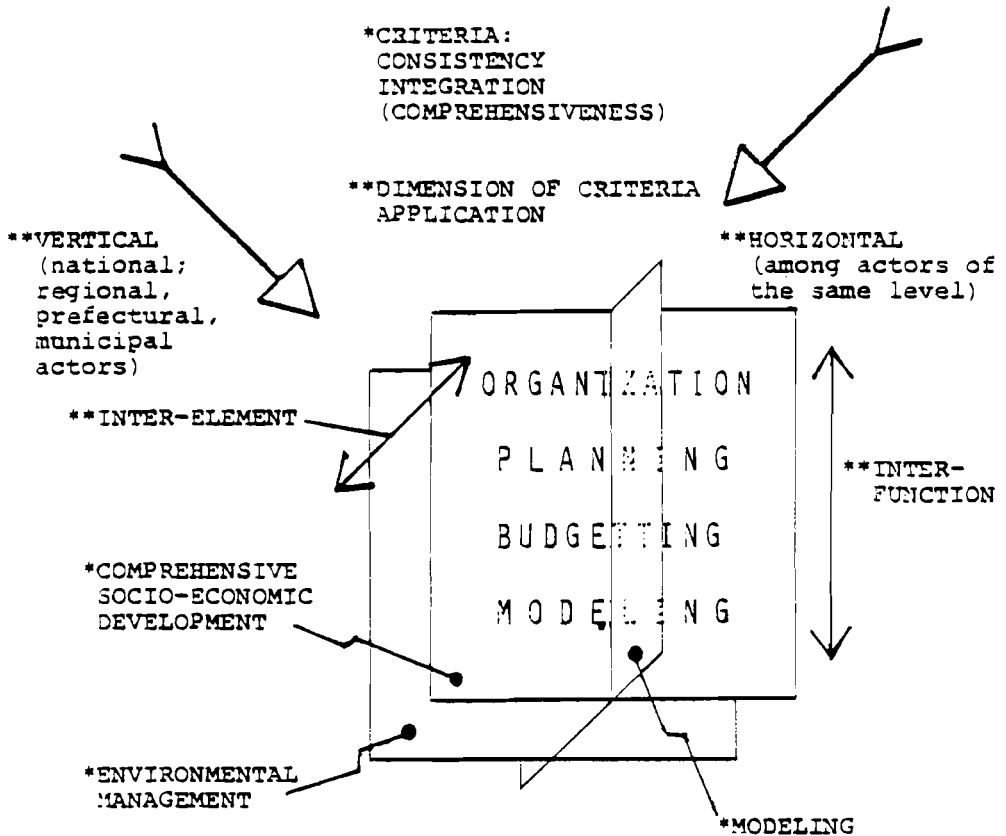 *CRITERIA:
CONSISTENCY
INTEGRATION
(COMPREHENSIVENESS)
**DIMENSION OF CRITERIA
APPLICATION
**VERTICAL
(national;
regional,
prefectural,
municipal
actors)
**HORIZONTAL
(among actors of
the same level)
ORGANIZATION
**INTER-ELEMENT
PLANNING
**INTER-
FUNCTION
BUDGETTING
*COMPREHENSIVE
SOCIO-ECONOMIC
DEVELOPMENT
MODELING
*ENVIRONMENTAL
MANAGEMENT
*MODELING